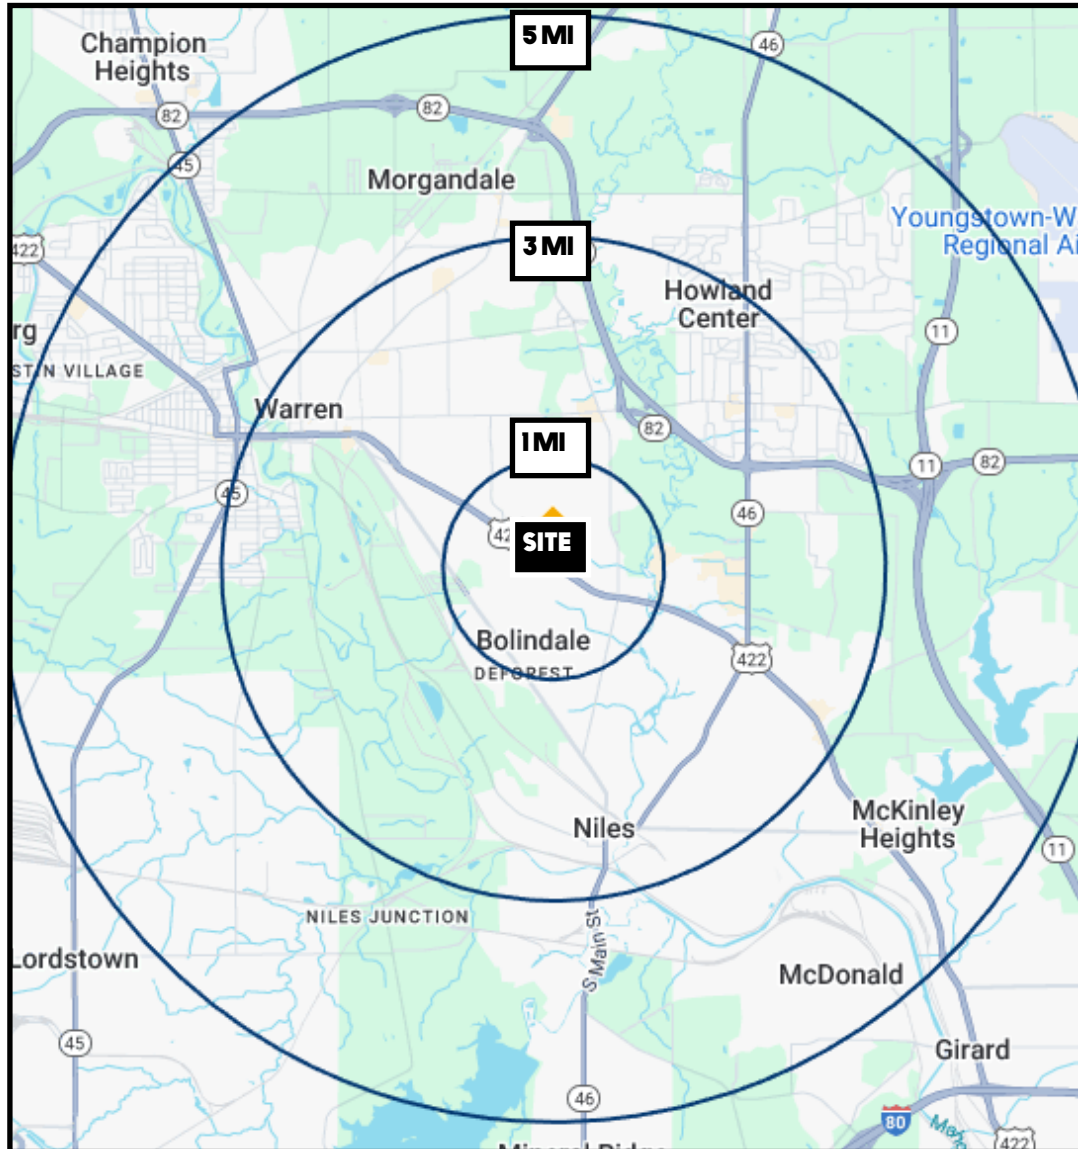 5 MI
46
Champion
Heights
82
82
45
Morgandale
Youngstown-W
Regional Ai
422
3 MI
Howland
Center
rg
11
STIN VILLAGE
Warren
1 MI
82
11
82
45
46
42
SITE
Bolindale
DEFOREST
422
McKinley
Heights
Niles
11
NILES JUNCTION
S Main St
Lordstown
McDonald
45
Girard
46
80
422